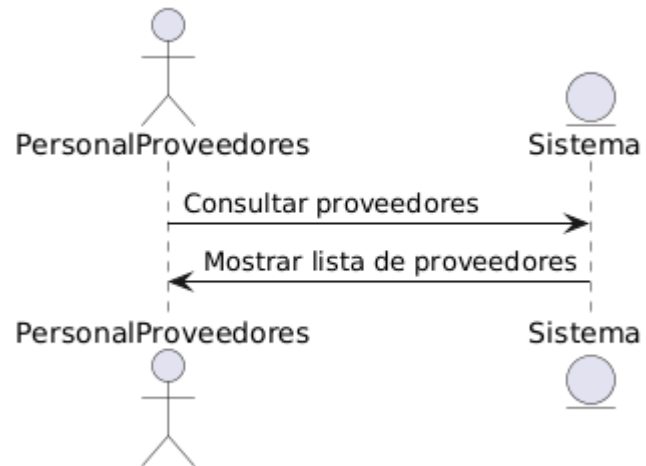 PersonalProveedores
Sistema
Consultar proveedores
Mostrar lista de proveedores
PersonalProveedores
Sistema